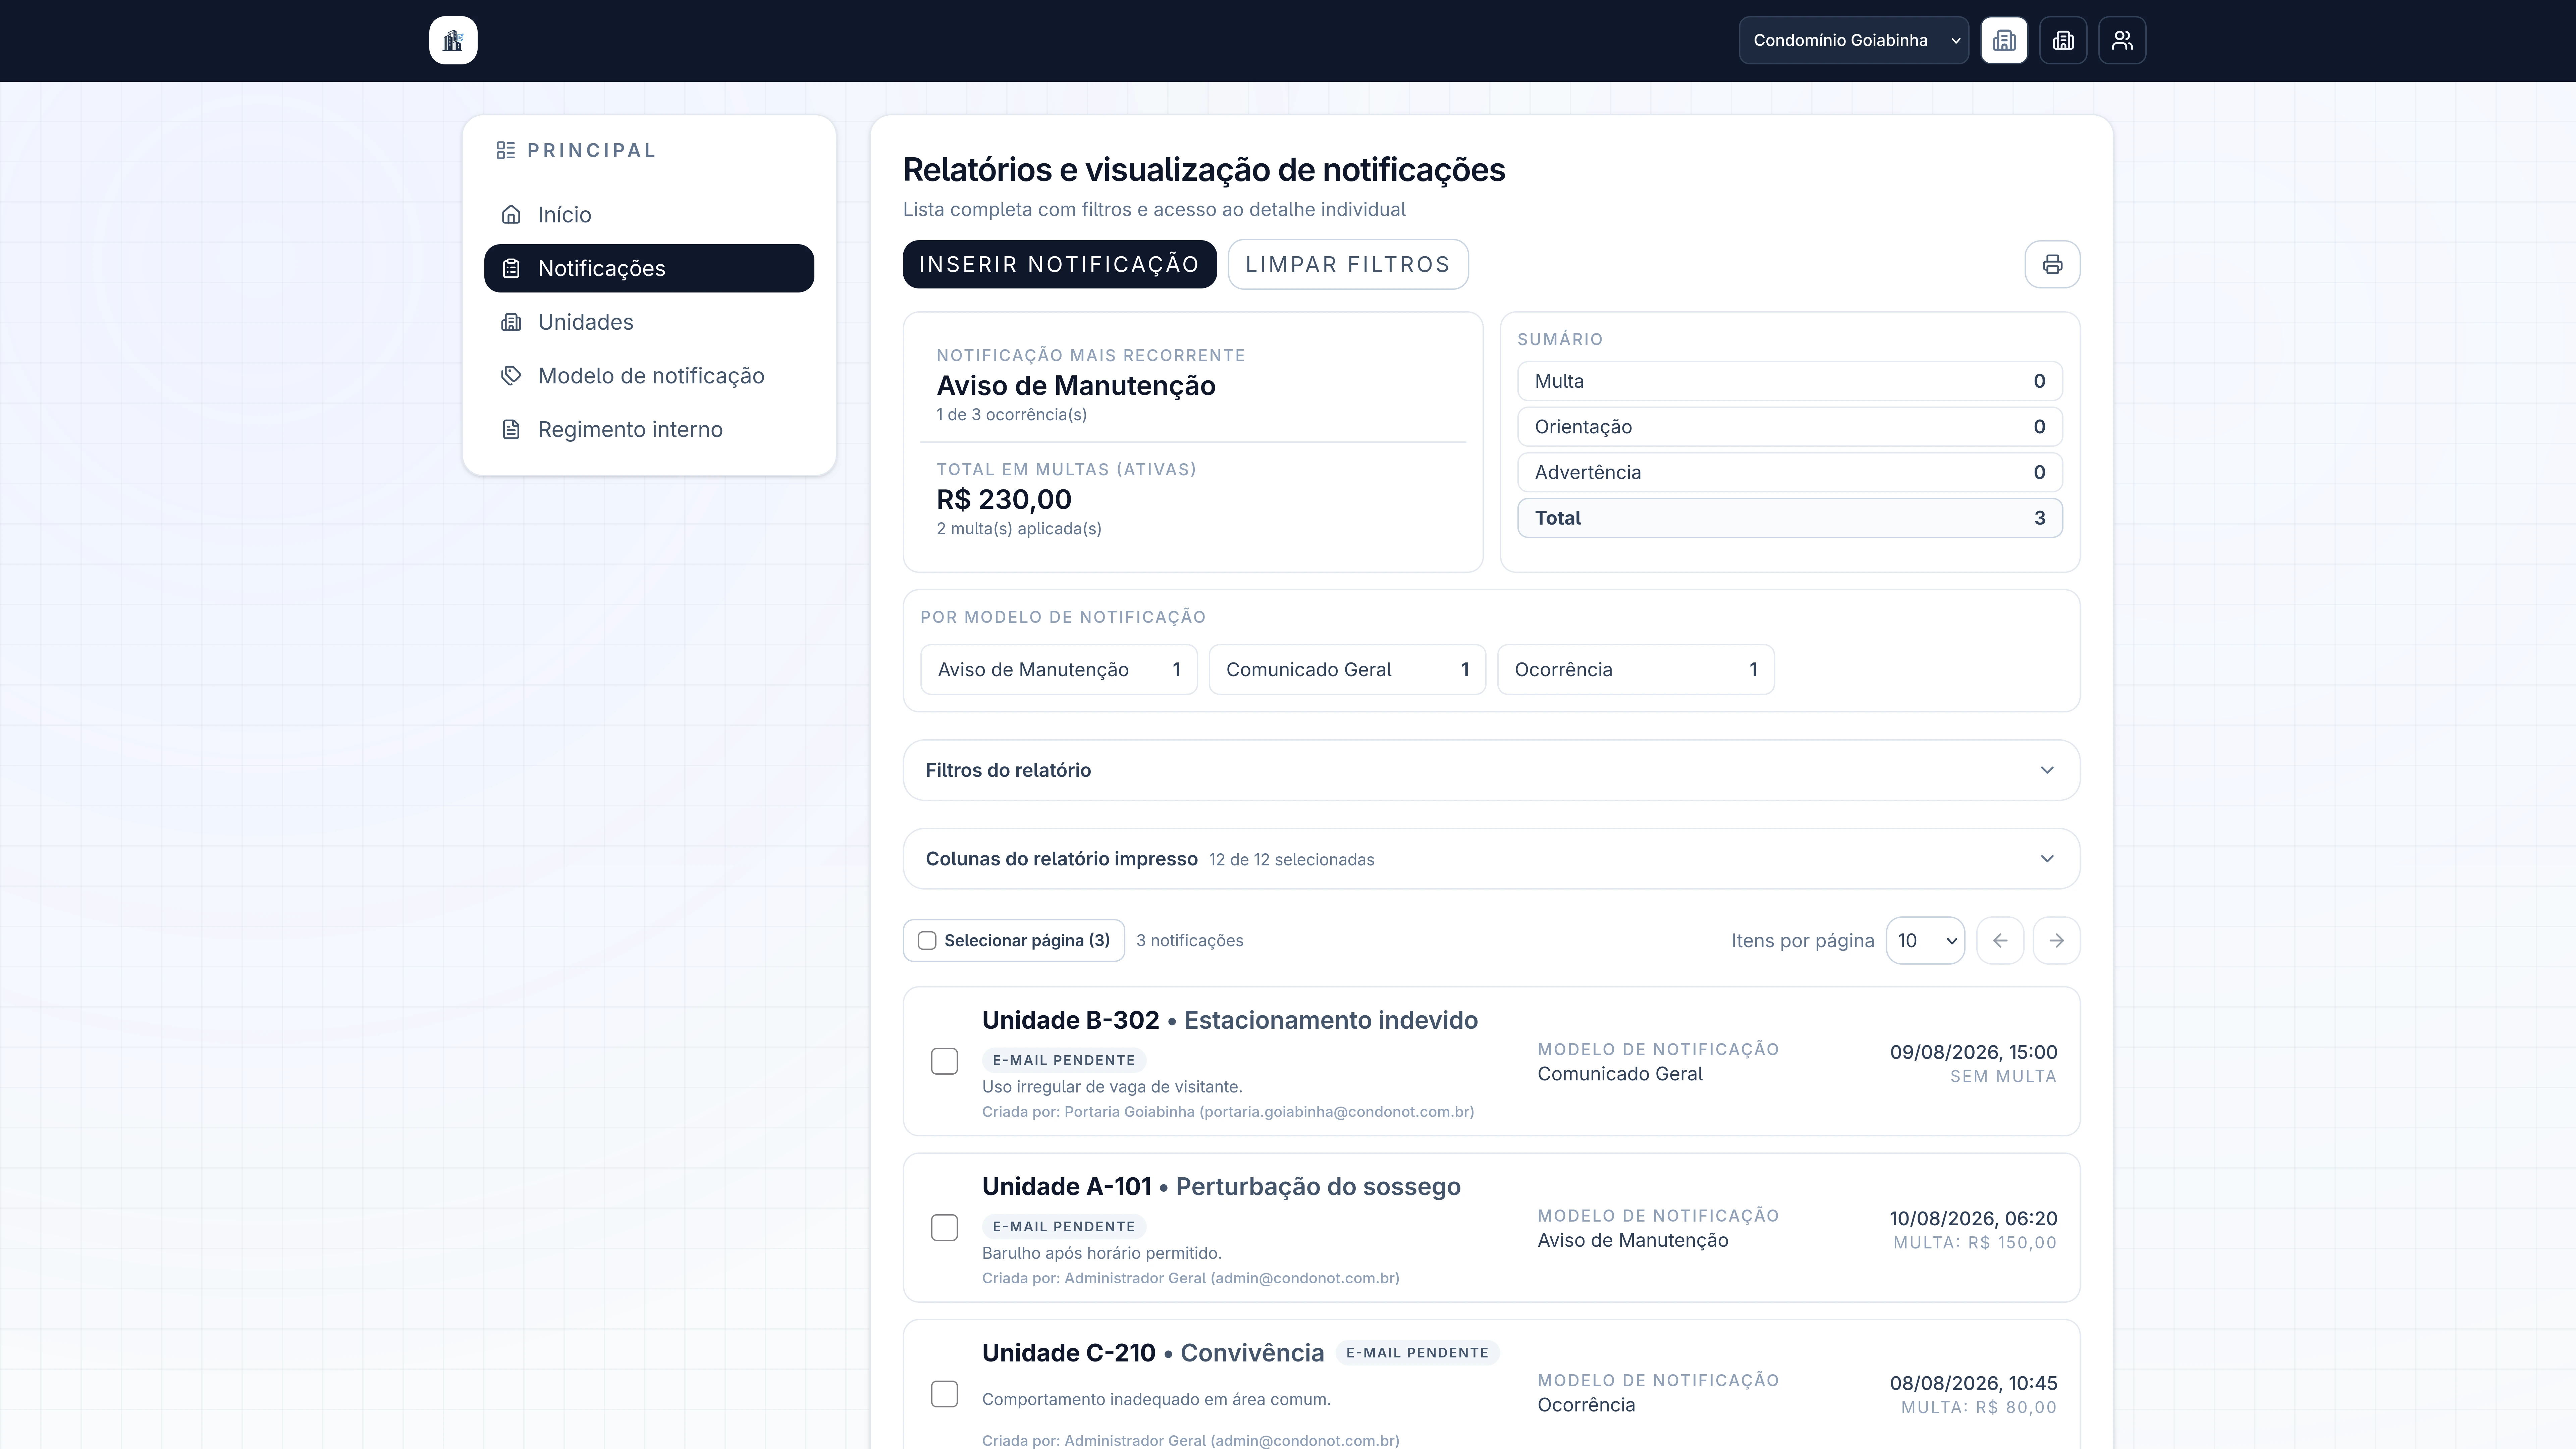 Condomínio Goiabinha
PRINCIPAL
Início
Notificações
Unidades
Modelo de notificação
Regimento interno
Relatórios e visualização de notificações
Lista completa com filtros e acesso ao detalhe individual
INSERIR NOTIFICAÇÃO
LIMPAR FILTROS
NOTIFICAÇÃO MAIS RECORRENTE
Aviso de Manutenção
1 de 3 ocorrência(s)
TOTAL EM MULTAS (ATIVAS)
R$ 230,00
2 multa(s) aplicada(s)
SUMÁRIO
Multa 0
Orientação 0
Advertência 0
Total 3
POR MODELO DE NOTIFICAÇÃO
Aviso de Manutenção 1
Comunicado Geral 1
Ocorrência 1
Filtros do relatório
Colunas do relatório impresso 12 de 12 selecionadas
Selecionar página (3) 3 notificações
Itens por página 10
Unidade B-302 • Estacionamento indevido
E-MAIL PENDENTE
Uso irregular de vaga de visitante.
Criada por: Portaria Goiabinha (portaria.goiabinha@condonot.com.br)
MODELO DE NOTIFICAÇÃO
Comunicado Geral
09/08/2026, 15:00
SEM MULTA
Unidade A-101 • Perturbação do sossego
E-MAIL PENDENTE
Barulho após horário permitido.
Criada por: Administrador Geral (admin@condonot.com.br)
MODELO DE NOTIFICAÇÃO
Aviso de Manutenção
10/08/2026, 06:20
MULTA: R$ 150,00
Unidade C-210 • Convivência E-MAIL PENDENTE
Comportamento inadequado em área comum.
Criada por: Administrador Geral (admin@condonot.com.br)
MODELO DE NOTIFICAÇÃO
Ocorrência
08/08/2026, 10:45
MULTA: R$ 80,00